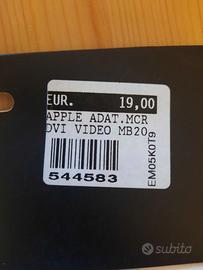 EUR. 19,00
APPLE ADAT.MCR
DVI VIDEO MB20
544583
EM05K0T9
subito